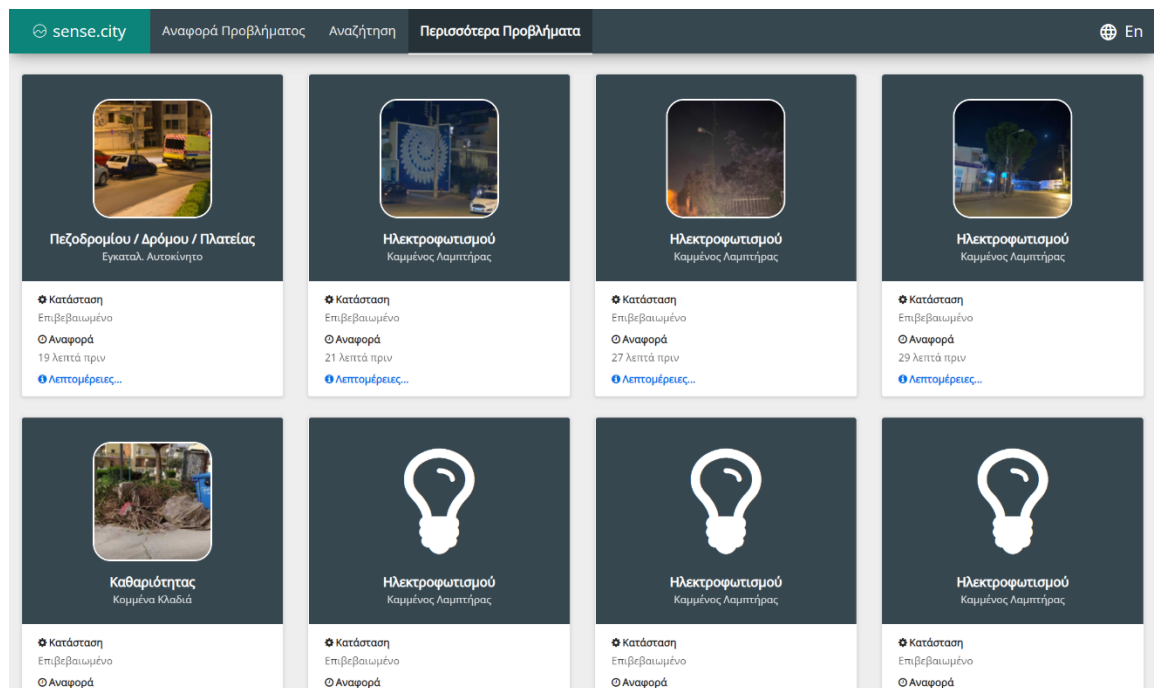 sense.city Αναφορά Προβλήματος Αναζήτηση Περισσότερα Προβλήματα En
Πεζοδρομίου / Δρόμου / Πλατείας
Εγκαταλ. Αυτοκίνητο
Κατάσταση
Επιβεβαιωμένο
Αναφορά
19 λεπτά πριν
Λεπτομέρειες...
Ηλεκτροφωτισμού
Καμμένος Λαμπτήρας
Κατάσταση
Επιβεβαιωμένο
Αναφορά
21 λεπτά πριν
Λεπτομέρειες...
Ηλεκτροφωτισμού
Καμμένος Λαμπτήρας
Κατάσταση
Επιβεβαιωμένο
Αναφορά
27 λεπτά πριν
Λεπτομέρειες...
Ηλεκτροφωτισμού
Καμμένος Λαμπτήρας
Κατάσταση
Επιβεβαιωμένο
Αναφορά
29 λεπτά πριν
Λεπτομέρειες...
Καθαριότητας
Κομμένα Κλαδιά
Κατάσταση
Επιβεβαιωμένο
Αναφορά
Ηλεκτροφωτισμού
Καμμένος Λαμπτήρας
Κατάσταση
Επιβεβαιωμένο
Αναφορά
Ηλεκτροφωτισμού
Καμμένος Λαμπτήρας
Κατάσταση
Επιβεβαιωμένο
Αναφορά
Ηλεκτροφωτισμού
Καμμένος Λαμπτήρας
Κατάσταση
Επιβεβαιωμένο
Αναφορά